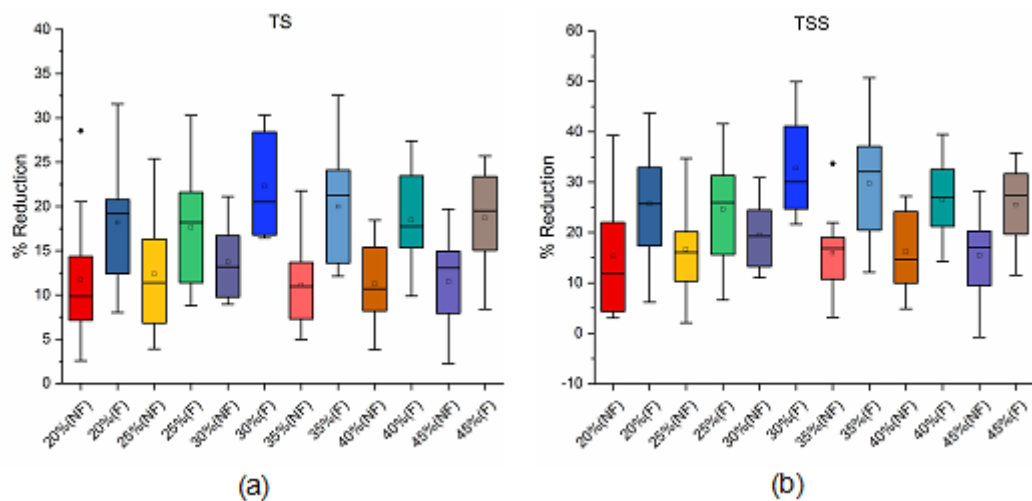 TS
% Reduction
40
35
30
25
20
15
10
5
0
20%(NF)
20%(F)
25%(NF)
25%(F)
30%(NF)
30%(F)
35%(NF)
35%(F)
40%(NF)
40%(F)
45%(NF)
45%(F)
(a)
TSS
% Reduction
60
50
40
30
20
10
0
-10
20%(NF)
20%(F)
25%(NF)
25%(F)
30%(NF)
30%(F)
35%(NF)
35%(F)
40%(NF)
40%(F)
45%(NF)
45%(F)
(b)